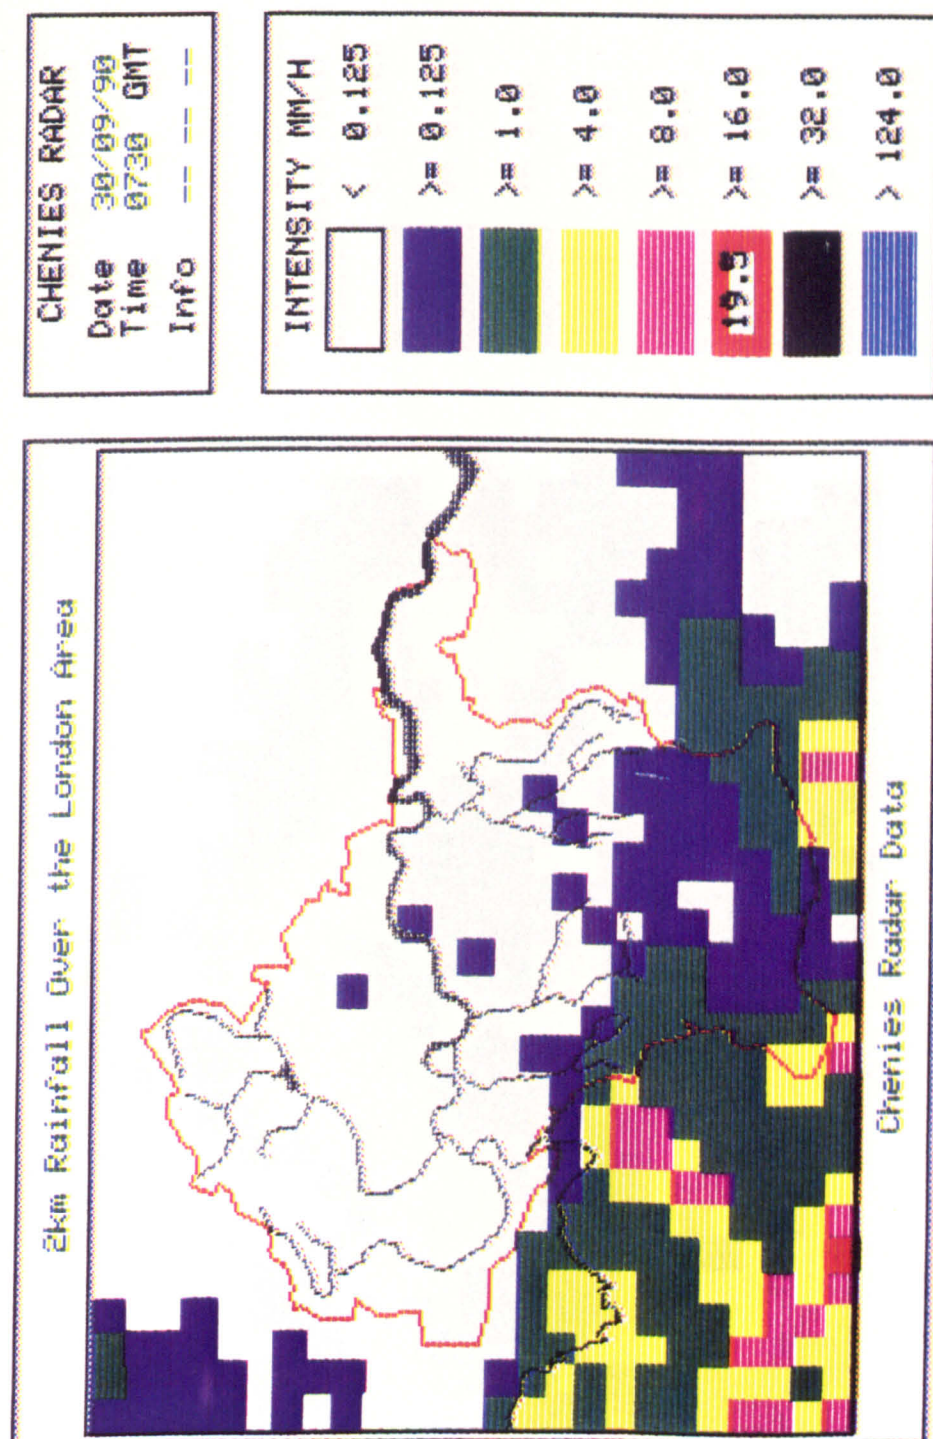 2km Rainfall Over the London Area
Chenies Radar Data
CHENIES RADAR
Date 30/09/90
Time 0730 GMT
Info -- -- --
INTENSITY MM/H
< 0.125
>= 0.125
>= 1.0
>= 4.0
>= 8.0
19.5 >= 16.0
>= 32.0
> 124.0